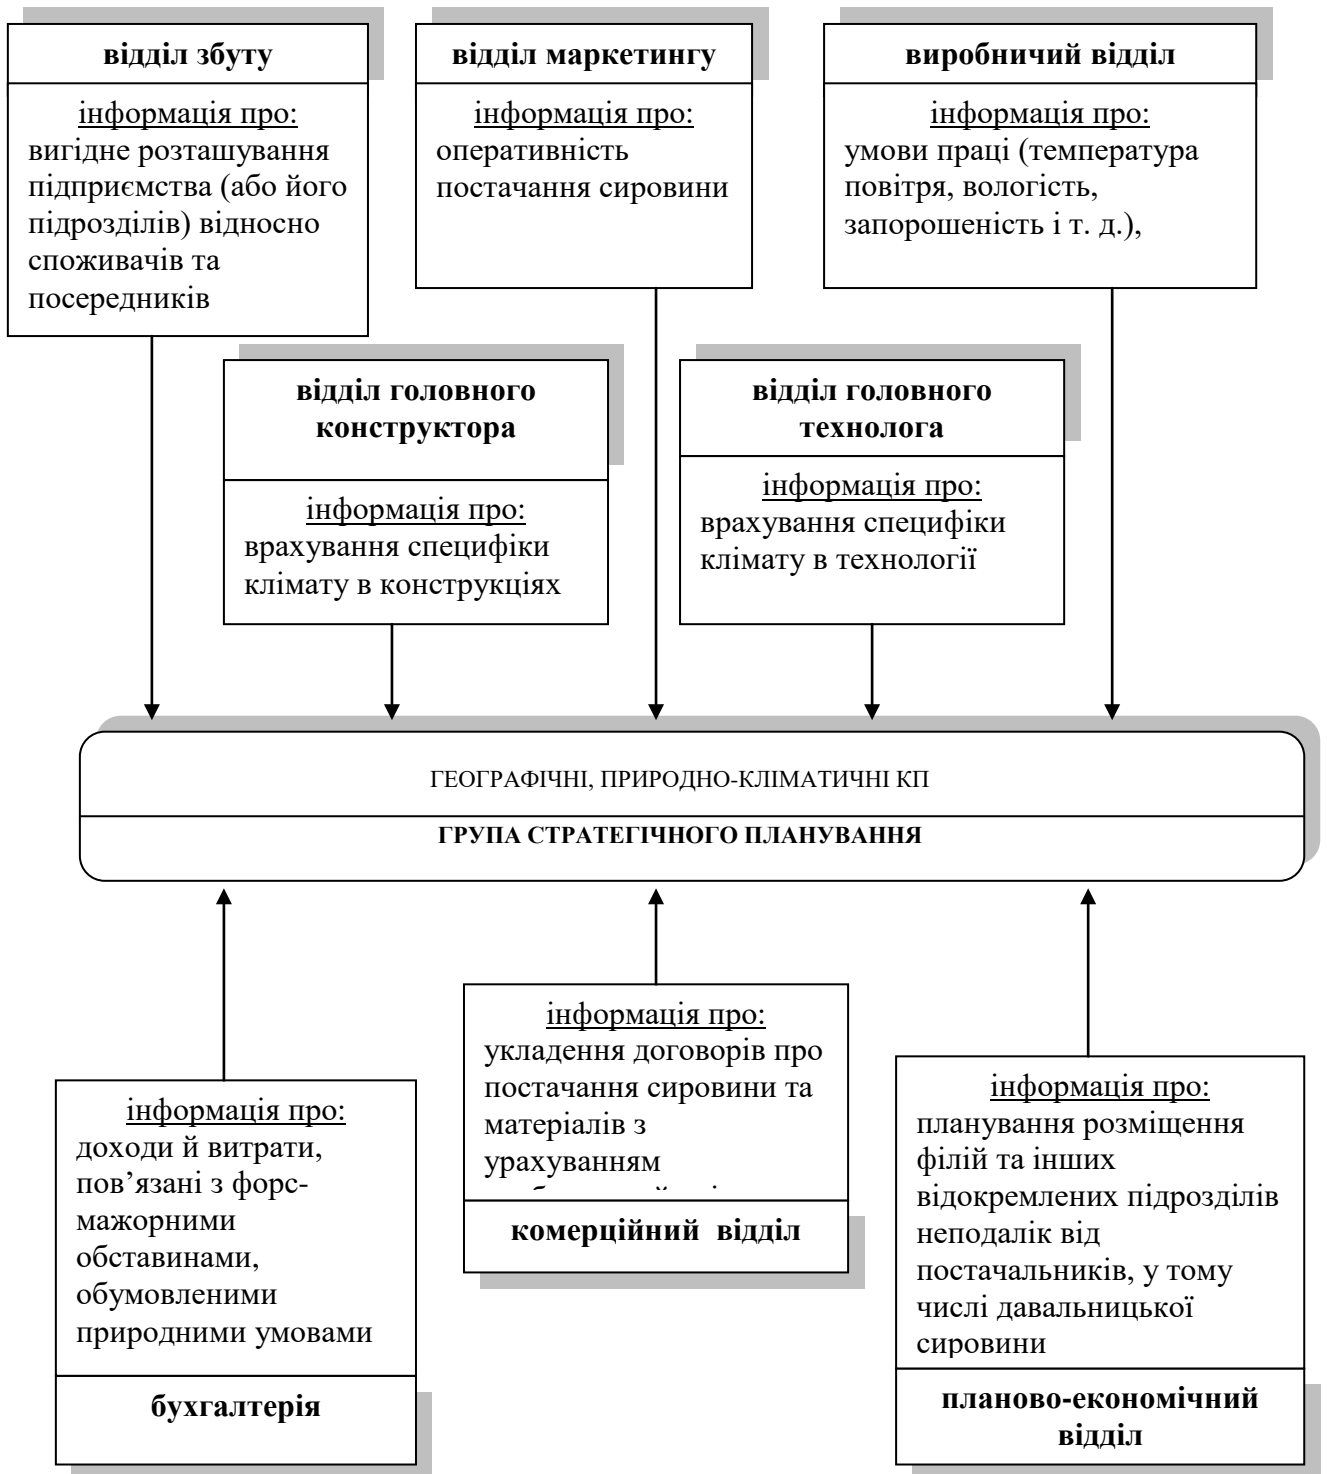 відділ збуту
інформація про:
вигідне розташування
підприємства (або його
підрозділів) відносно
споживачів та
посередників
відділ маркетингу
інформація про:
оперативність
постачання сировини
виробничий відділ
інформація про:
умови праці (температура
повітря, вологість,
запорошеність і т. д.),
відділ головного
конструктора
інформація про:
врахування специфіки
клімату в конструкціях
відділ головного
технолога
інформація про:
врахування специфіки
клімату в технології
ГЕОГРАФІЧНІ, ПРИРОДНО-КЛІМАТИЧНІ КП
ГРУПА СТРАТЕГІЧНОГО ПЛАНУВАННЯ
інформація про:
доходи й витрати,
пов’язані з форс-
мажорними
обставинами,
обумовленими
природними умовами
бухгалтерія
інформація про:
укладення договорів про
постачання сировини та
матеріалів з
урахуванням
комерційний відділ
інформація про:
планування розміщення
філій та інших
відокремлених підрозділів
неподалік від
постачальників, у тому
числі давальницької
сировини
планово-економічний
відділ